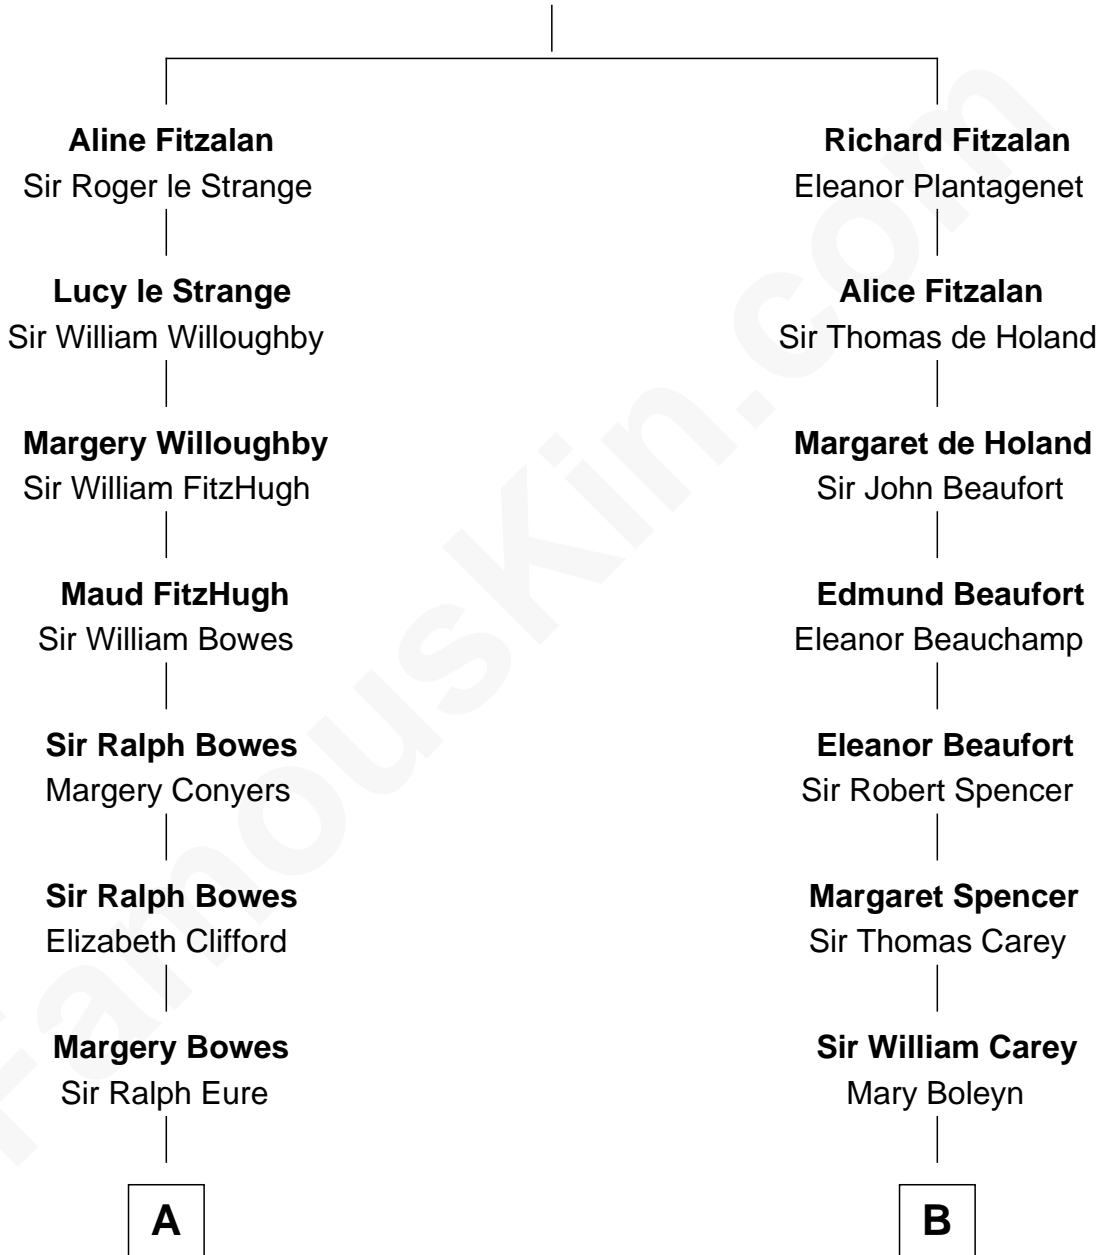 Aline Fitzalan
Sir Roger le Strange
Lucy le Strange
Sir William Willoughby
Margery Willoughby
Sir William FitzHugh
Maud FitzHugh
Sir William Bowes
Sir Ralph Bowes
Margery Conyers
Sir Ralph Bowes
Elizabeth Clifford
Margery Bowes
Sir Ralph Eure
A
Richard Fitzalan
Eleanor Plantagenet
Alice Fitzalan
Sir Thomas de Holand
Margaret de Holand
Sir John Beaufort
Edmund Beaufort
Eleanor Beauchamp
Eleanor Beaufort
Sir Robert Spencer
Margaret Spencer
Sir Thomas Carey
Sir William Carey
Mary Boleyn
B
FamousKin.com